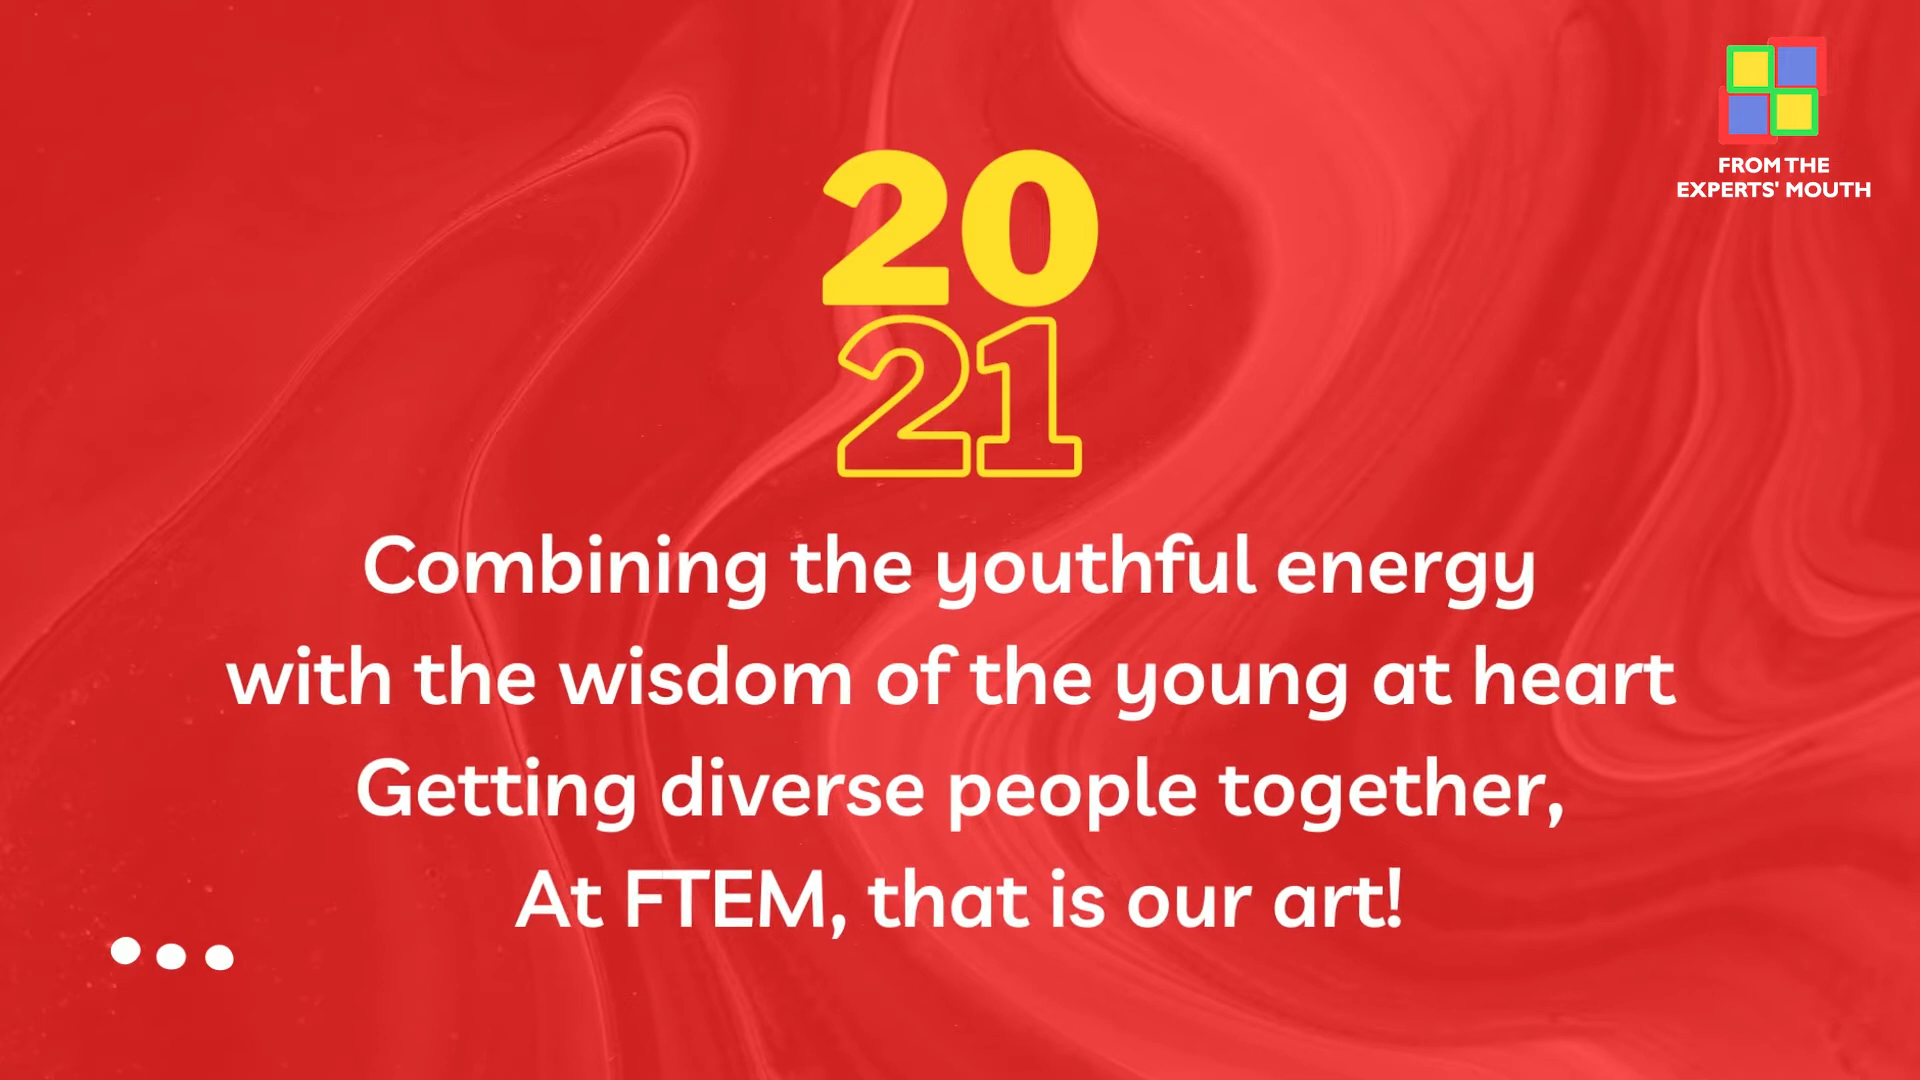 FROM THE
EXPERTS' MOUTH
20
21
Combining the youthful energy
with the wisdom of the young at heart
Getting diverse people together,
At FTEM, that is our art!